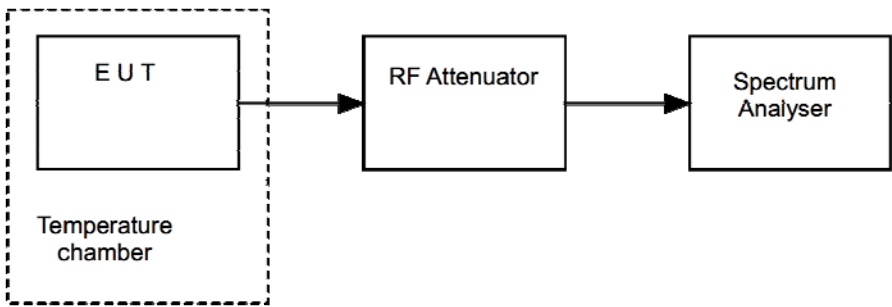 E U T
RF Attenuator
Spectrum
Analyser
Temperature
chamber